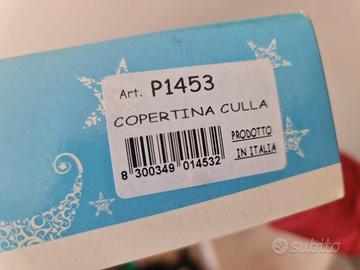 Art. P1453
COPERTINA CULLA
PRODOTTO
IN ITALIA
8 300349 014532
subito